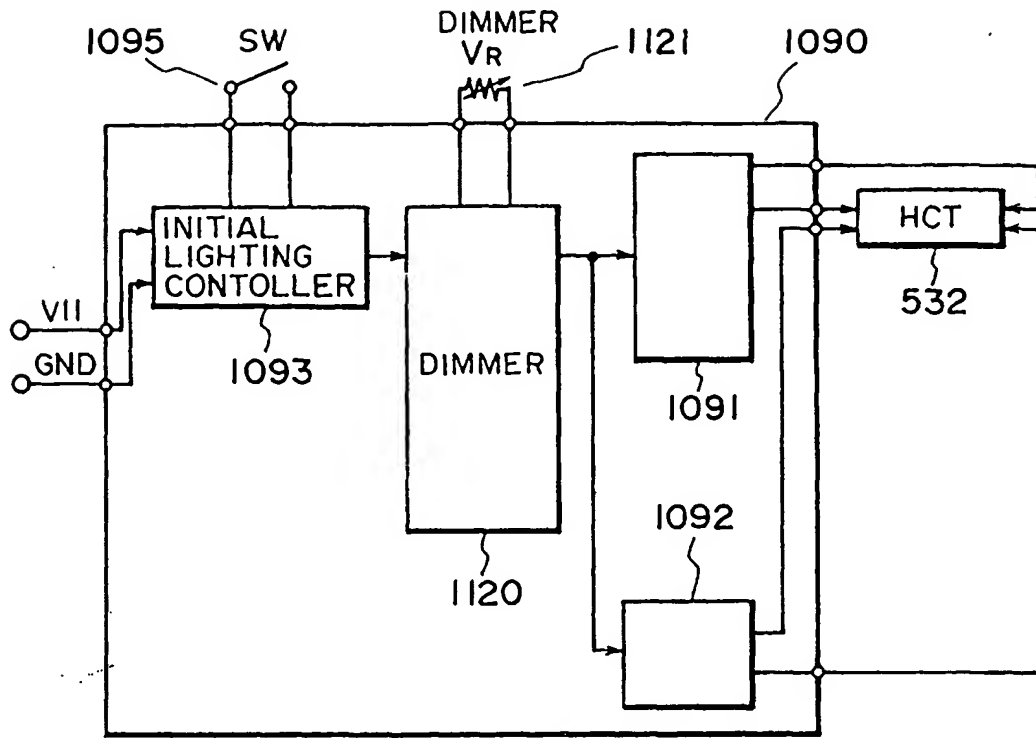 DIMMER
1095 SW VR 1121 1090
INITIAL
LIGHTING
CONTOLLER
HCT
532
VII
GND
1093
DIMMER
1091
1092
1120